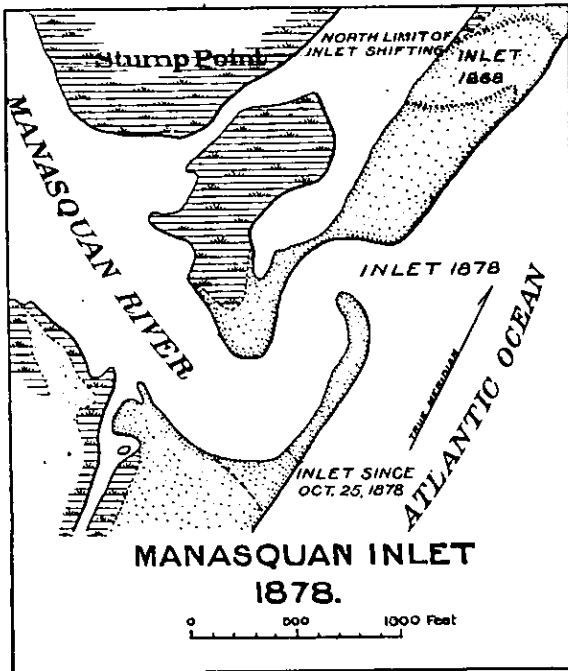 NORTH LIMIT OF
INLET SHIFTING
Stump Point
INLET
1868
MANASQUAN RIVER
INLET 1878
TRUE MERIDIAN
ATLANTIC OCEAN
INLET SINCE
OCT. 25, 1878
MANASQUAN INLET
1878.
0 500 1000 Feet